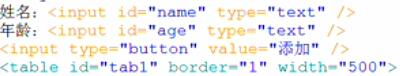 姓名：<input id="name" type="text" />
年龄：<input id="age" type="text" />
<input type="button" value="添加" />
<table id="tab1" border="1" width="500">